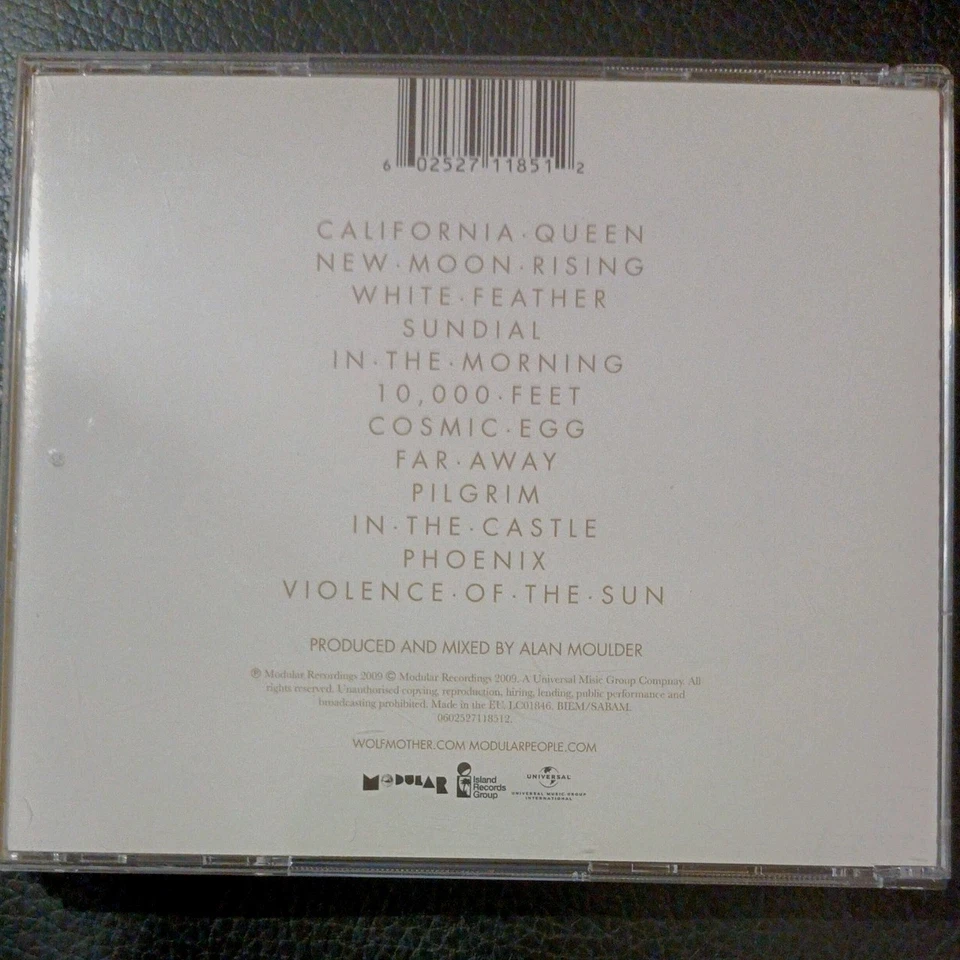 6 02527 11851 2
CALIFORNIA·QUEEN
NEW·MOON·RISING
WHITE·FEATHER
SUNDIAL
IN·THE·MORNING
10,000·FEET
COSMIC·EGG
FAR·AWAY
PILGRIM
IN·THE·CASTLE
PHOENIX
VIOLENCE·OF·THE·SUN
PRODUCED AND MIXED BY ALAN MOULDER
℗ Modular Recordings 2009 © Modular Recordings 2009. A Universal Music Group Company. All
rights reserved. Unauthorised copying, reproduction, hiring, lending, public performance and
broadcasting prohibited. Made in the EU. LC01846. BIEM/SABAM.
0602527118512.
WOLFMOTHER.COM MODULARPEOPLE.COM
MODULAR
Island
Records
Group
UNIVERSAL
UNIVERSAL MUSIC GROUP
INTERNATIONAL